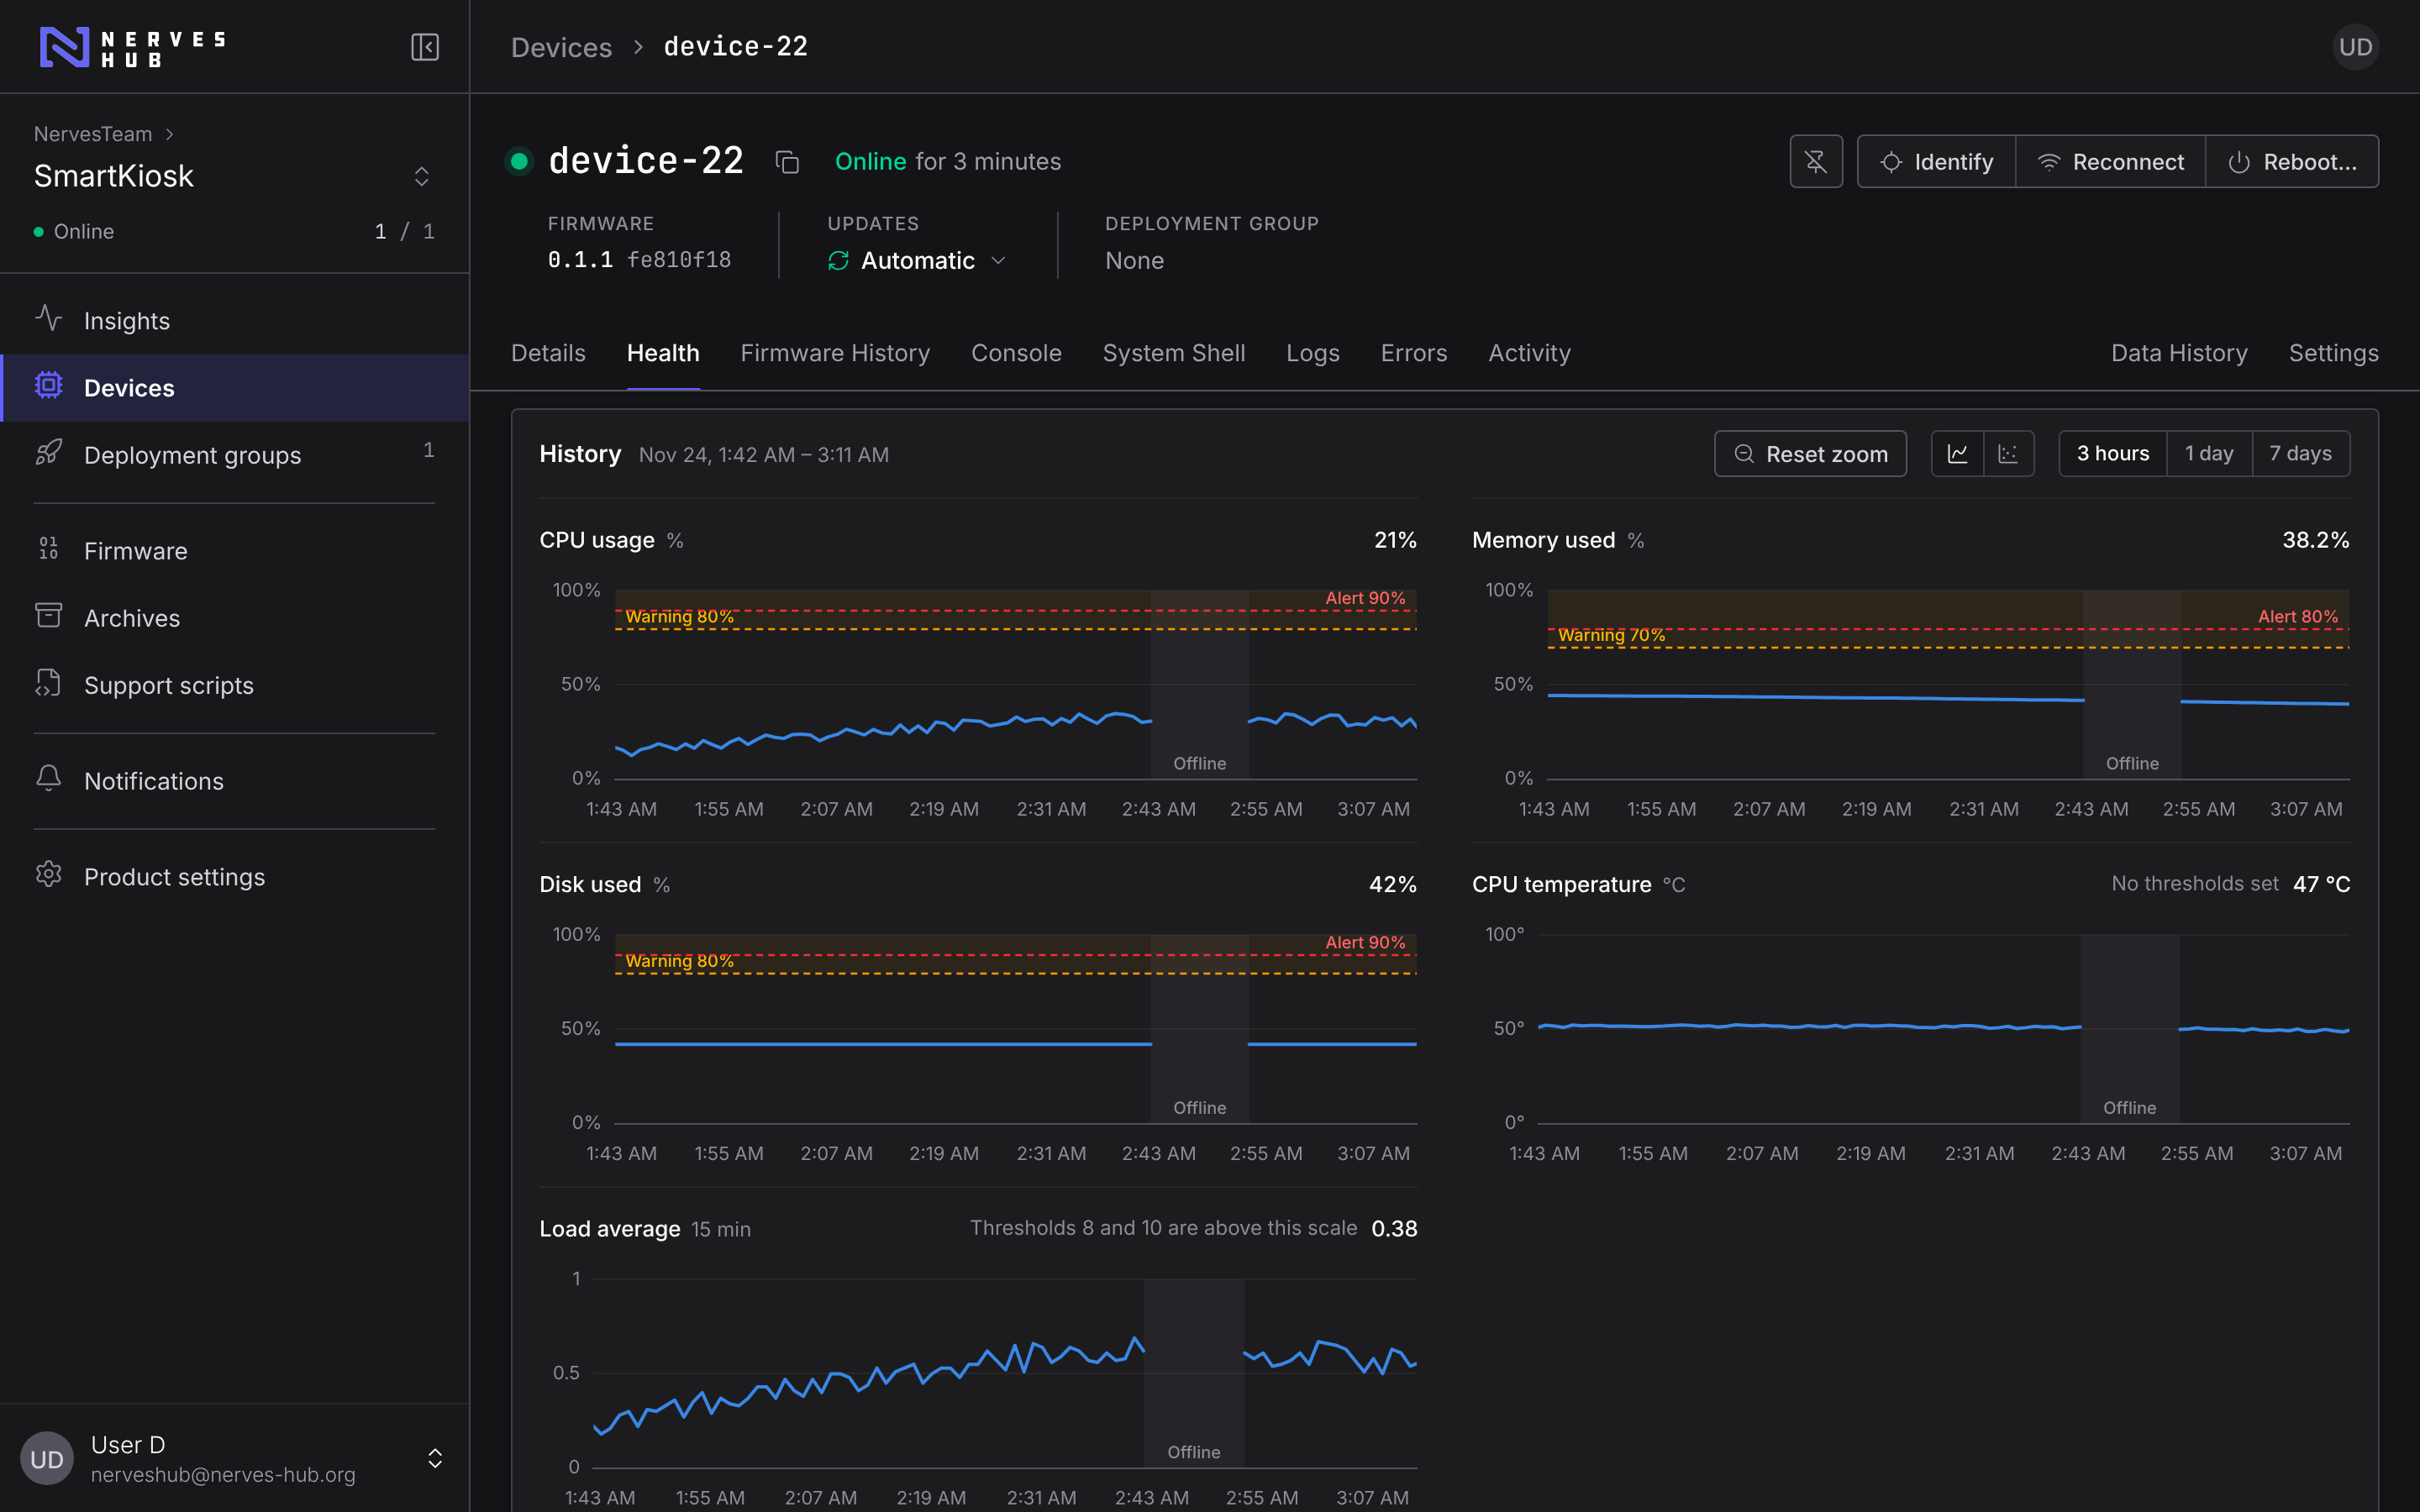 NERVES
HUB
Devices > device-22
UD
NervesTeam >
SmartKiosk
Online 1 / 1
Insights
Devices
Deployment groups 1
Firmware
Archives
Support scripts
Notifications
Product settings
User D
nerveshub@nerves-hub.org
UD
device-22 Online for 3 minutes
Identify Reconnect Reboot...
FIRMWARE UPDATES DEPLOYMENT GROUP
0.1.1 fe810f18 Automatic None
Details Health Firmware History Console System Shell Logs Errors Activity Data History Settings
History Nov 24, 1:42 AM – 3:11 AM
Reset zoom 3 hours 1 day 7 days
CPU usage % 21%
100%
Alert 90%
Warning 80%
50%
Offline
0%
1:43 AM 1:55 AM 2:07 AM 2:19 AM 2:31 AM 2:43 AM 2:55 AM 3:07 AM
Memory used % 38.2%
100%
Alert 80%
Warning 70%
50%
Offline
0%
1:43 AM 1:55 AM 2:07 AM 2:19 AM 2:31 AM 2:43 AM 2:55 AM 3:07 AM
Disk used % 42%
100%
Alert 90%
Warning 80%
50%
Offline
0%
1:43 AM 1:55 AM 2:07 AM 2:19 AM 2:31 AM 2:43 AM 2:55 AM 3:07 AM
CPU temperature °C No thresholds set 47 °C
100°
50°
Offline
0°
1:43 AM 1:55 AM 2:07 AM 2:19 AM 2:31 AM 2:43 AM 2:55 AM 3:07 AM
Load average 15 min Thresholds 8 and 10 are above this scale 0.38
1
0.5
Offline
0
1:43 AM 1:55 AM 2:07 AM 2:19 AM 2:31 AM 2:43 AM 2:55 AM 3:07 AM